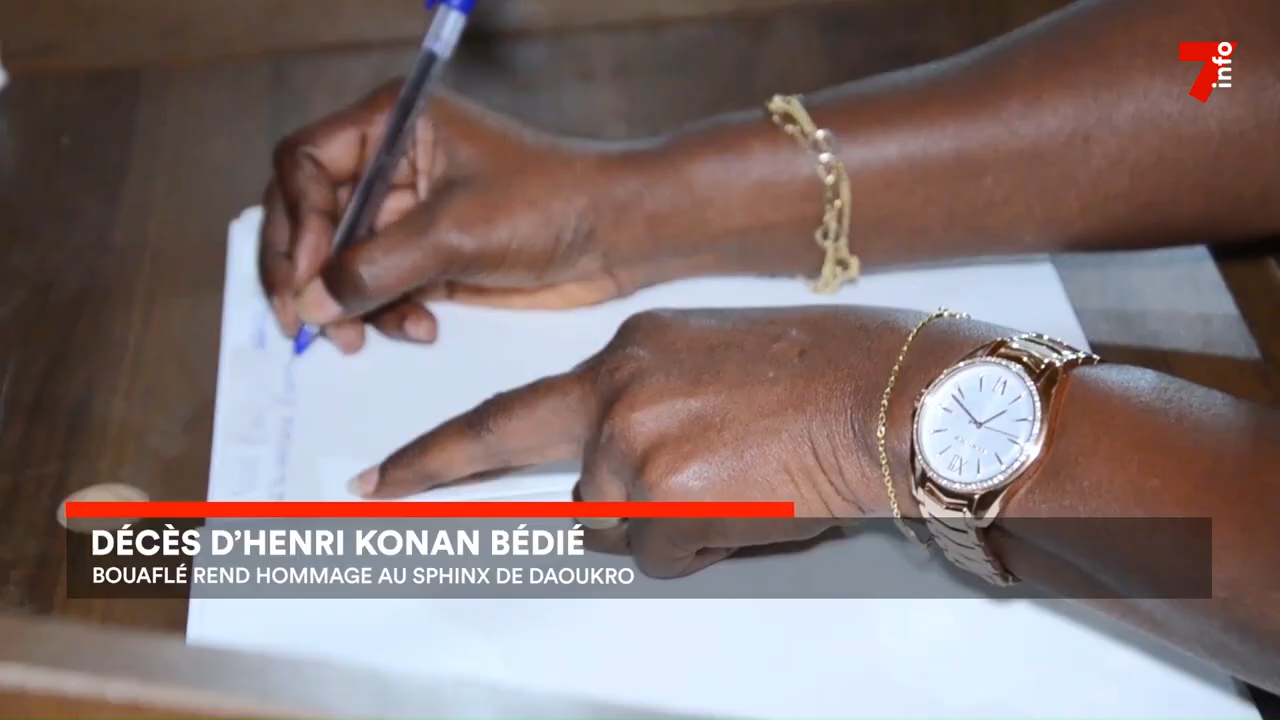 7 info
DÉCÈS D'HENRI KONAN BÉDIÉ
BOUAFLÉ REND HOMMAGE AU SPHINX DE DAOUKRO